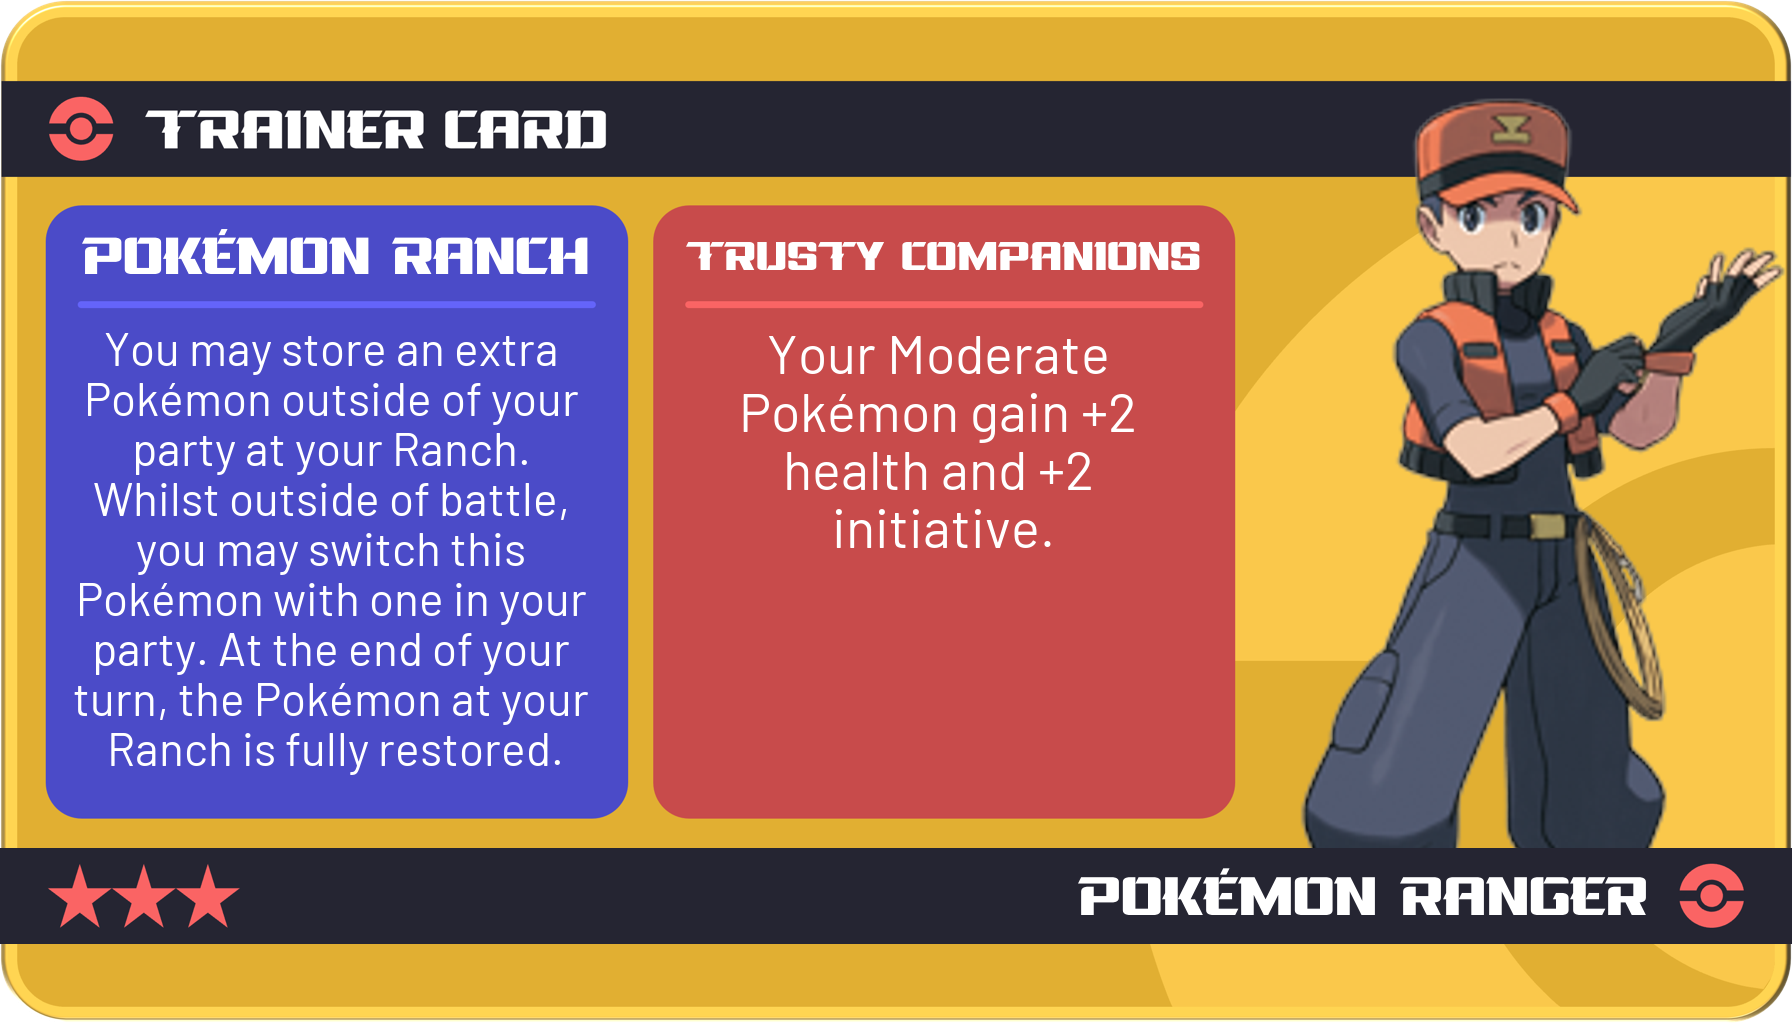 TRAINER CARD
POKÉMON RANCH
You may store an extra
Pokémon outside of your
party at your Ranch.
Whilst outside of battle,
you may switch this
Pokémon with one in your
party. At the end of your
turn, the Pokémon at your
Ranch is fully restored.
TRUSTY COMPANIONS
Your Moderate
Pokémon gain +2
health and +2
initiative.
POKÉMON RANGER